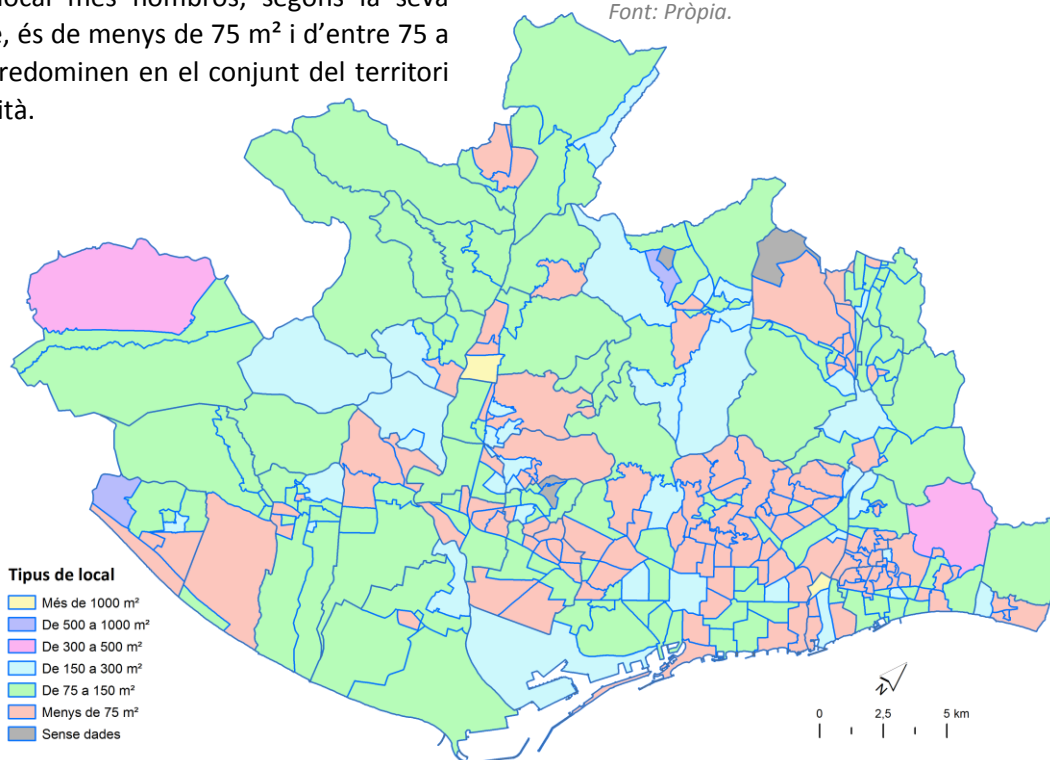 local més nombrós, segons la seva
, és de menys de 75 m² i d'entre 75 a
redominen en el conjunt del territori
ità.
Font: Pròpia.
Tipus de local
Més de 1000 m²
De 500 a 1000 m²
De 300 a 500 m²
De 150 a 300 m²
De 75 a 150 m²
Menys de 75 m²
Sense dades
N
0 2,5 5 km